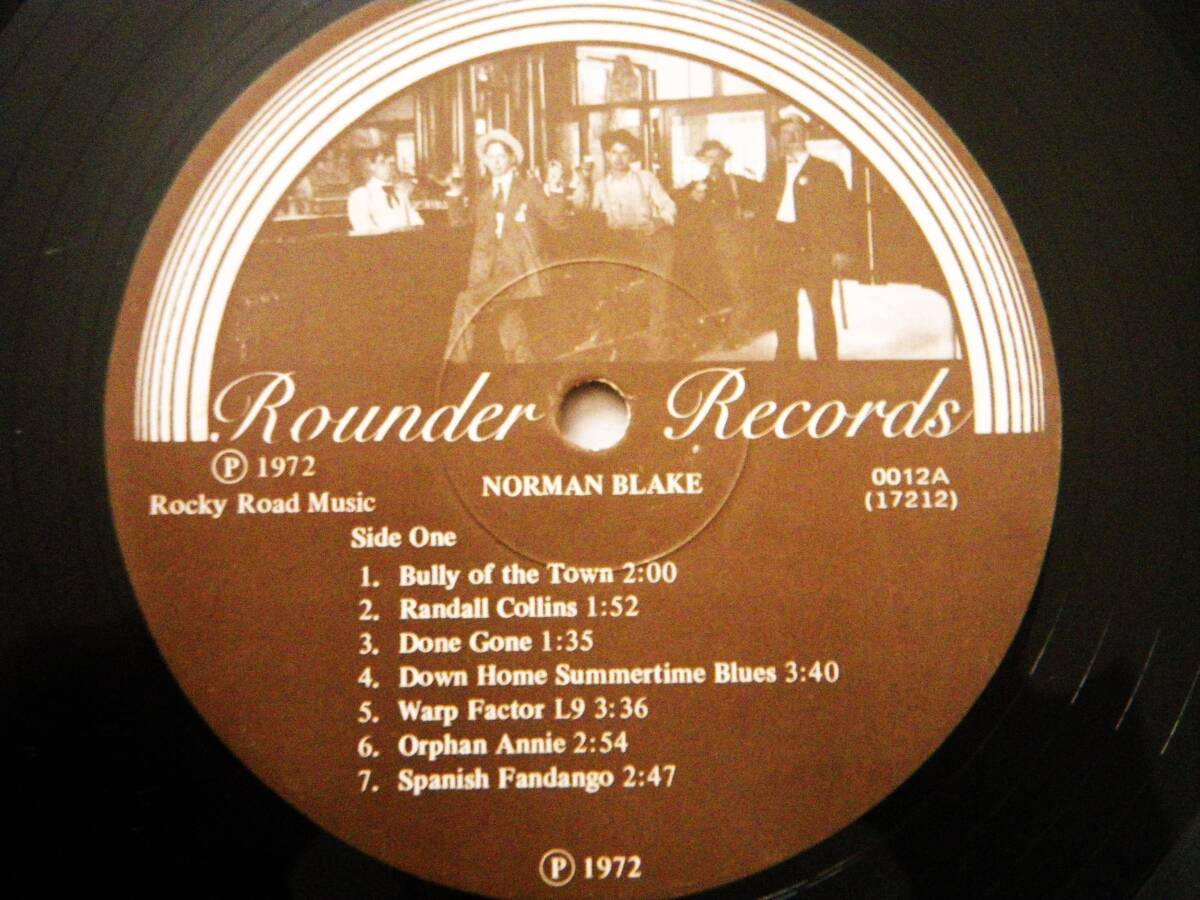 Rounder Records
Ⓟ 1972
Rocky Road Music
NORMAN BLAKE
0012A
(17212)
Side One
1. Bully of the Town 2:00
2. Randall Collins 1:52
3. Done Gone 1:35
4. Down Home Summertime Blues 3:40
5. Warp Factor L9 3:36
6. Orphan Annie 2:54
7. Spanish Fandango 2:47
Ⓟ 1972